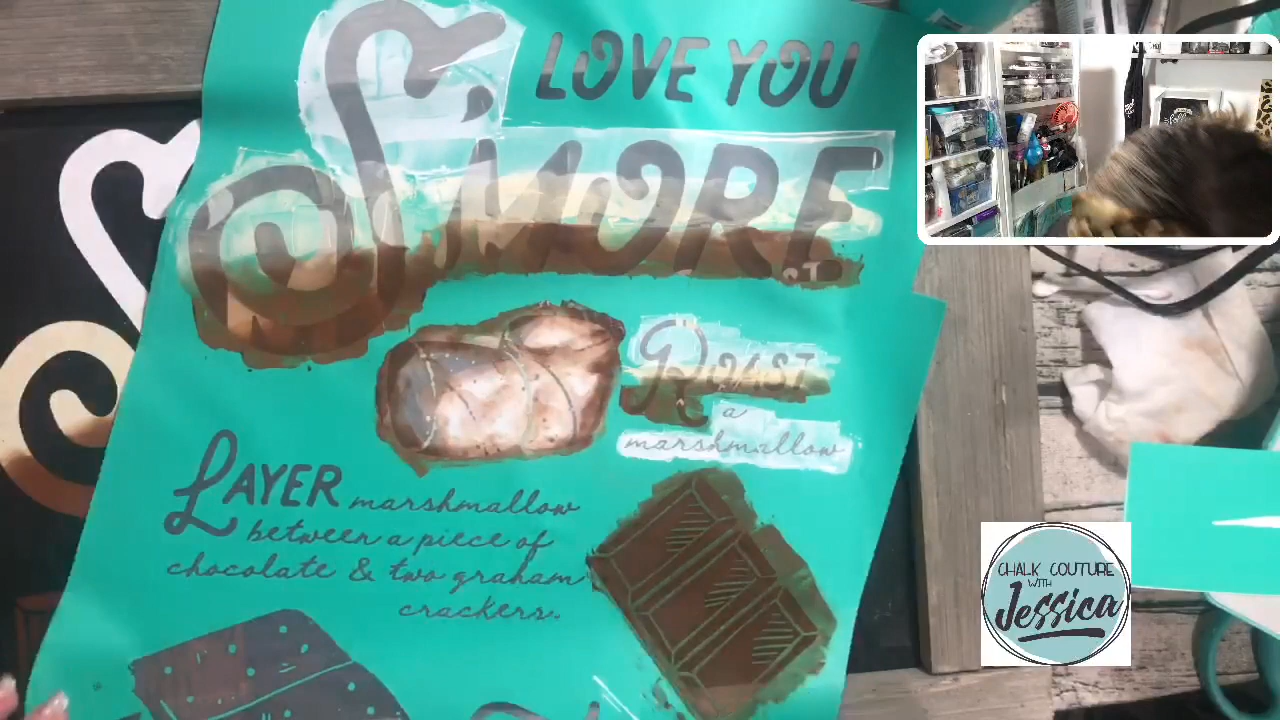 LOVE YOU
S'MORE
ROAST
a
marshmallow
LAYER marshmallow
between a piece of
chocolate & two graham
crackers.
CHALK COUTURE
WITH
Jessica